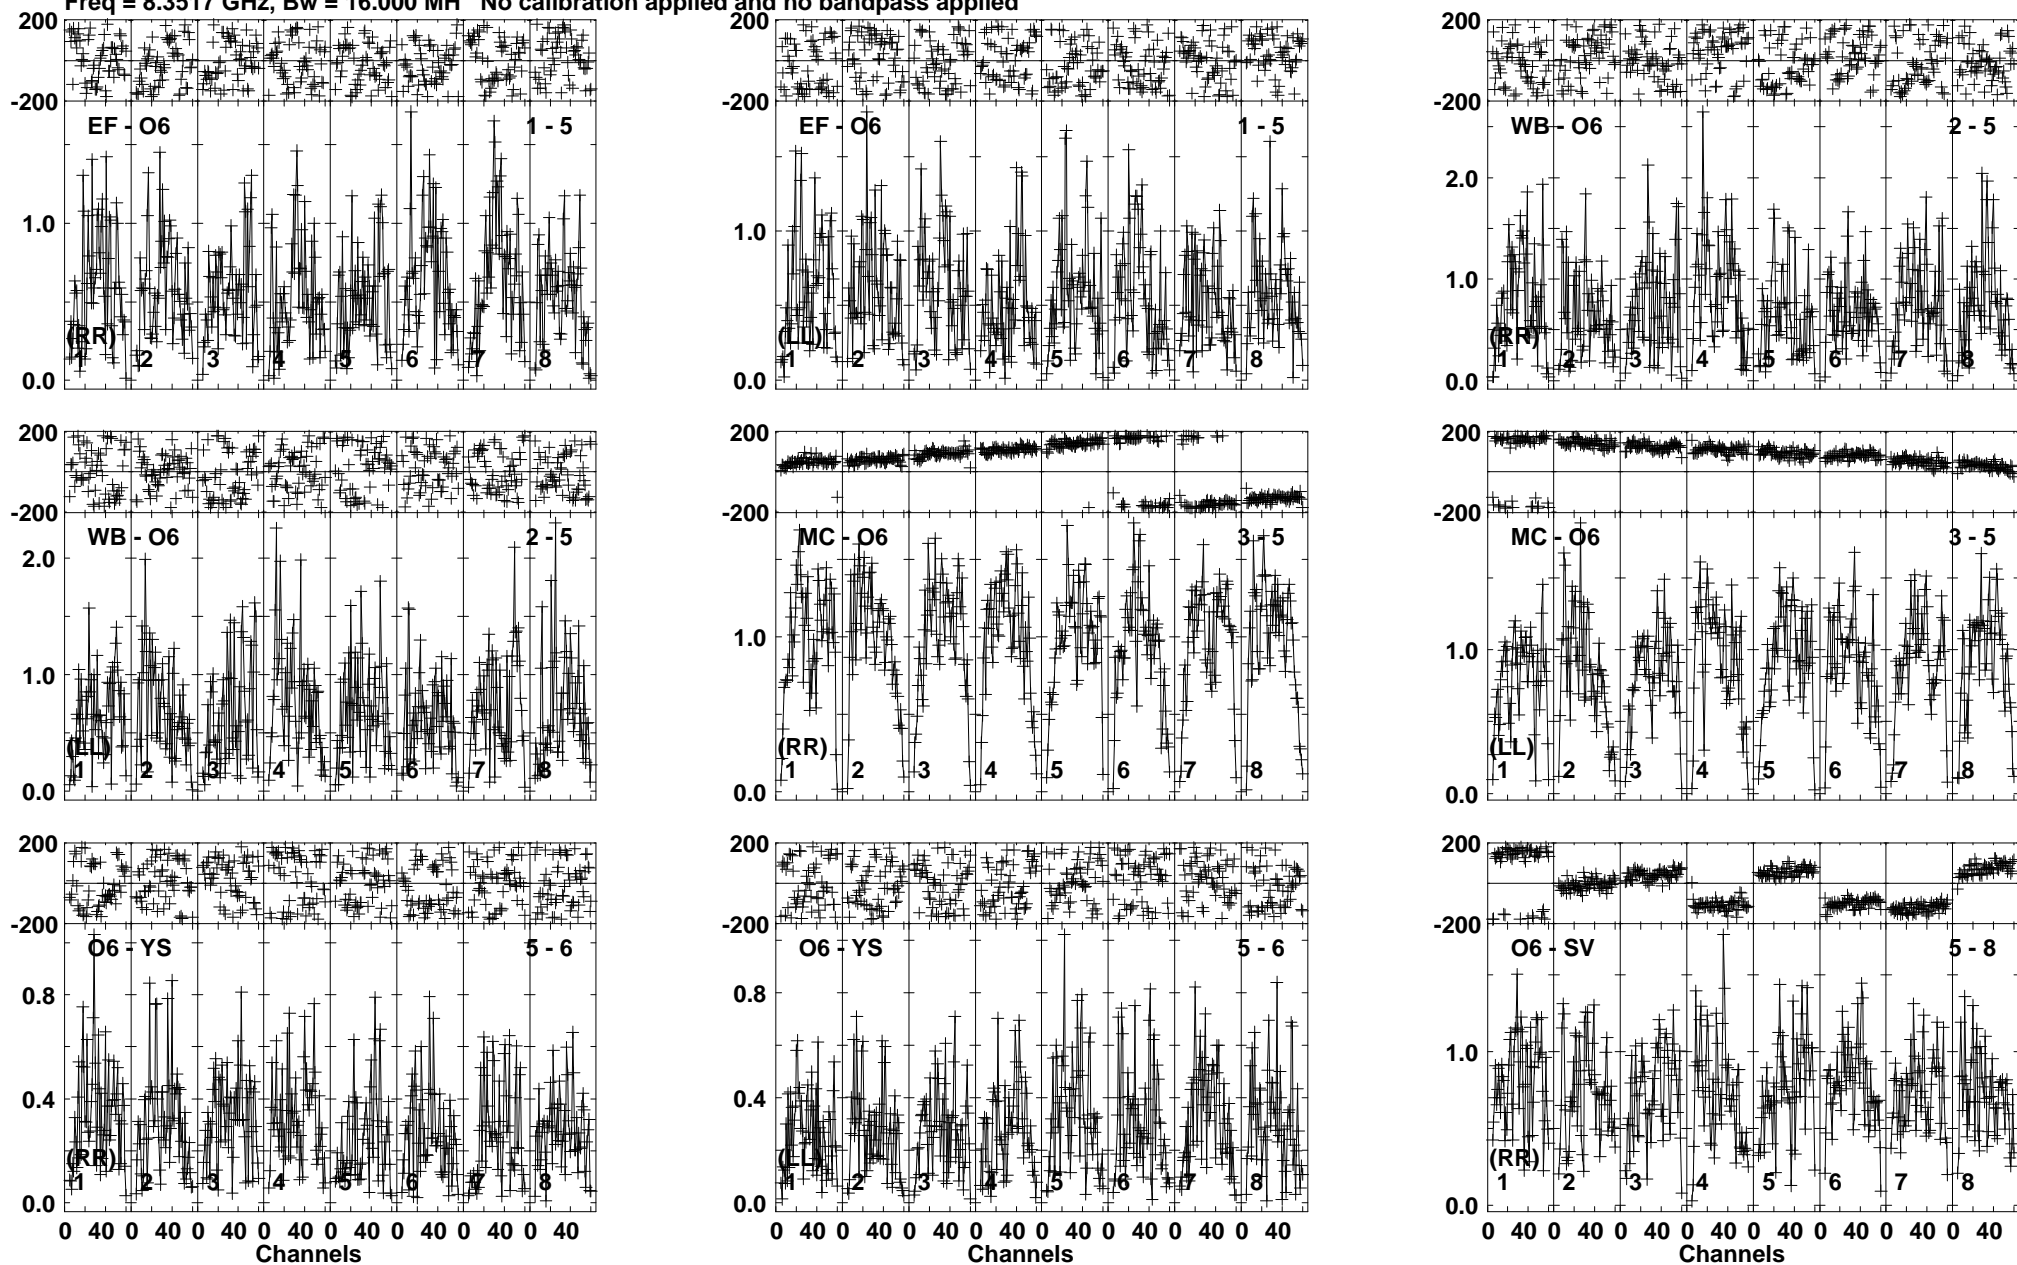 Freq = 8.3517 GHz, Bw = 16.000 MH No calibration applied and no bandpass applied
200 200 200
-200 -200 -200
EF - O6 1 - 5 EF - O6 1 - 5 WB - O6 2 - 5
2.0
1.0 1.0 1.0
(RR) (LL) (RR)
1 2 3 4 5 6 7 8 1 2 3 4 5 6 7 8 1 2 3 4 5 6 7 8
0.0 0.0 0.0
200 200 200
-200 -200 -200
WB - O6 2 - 5 MC - O6 3 - 5 MC - O6 3 - 5
2.0
1.0 1.0 1.0
(LL) (RR) (LL)
1 2 3 4 5 6 7 8 1 2 3 4 5 6 7 8 1 2 3 4 5 6 7 8
0.0 0.0 0.0
200 200 200
-200 -200 -200
O6 - YS 5 - 6 O6 - YS 5 - 6 O6 - SV 5 - 8
0.8 0.8 1.0
0.4 0.4
(RR) (LL) (RR)
1 2 3 4 5 6 7 8 1 2 3 4 5 6 7 8 1 2 3 4 5 6 7 8
0.0 0.0 0.0
0 40 0 40 0 40 0 40 0 40 0 40 0 40 0 40 0 40 0 40 0 40 0 40 0 40 0 40 0 40 0 40 0 40 0 40 0 40 0 40 0 40 0 40 0 40 0 40
Channels Channels Channels